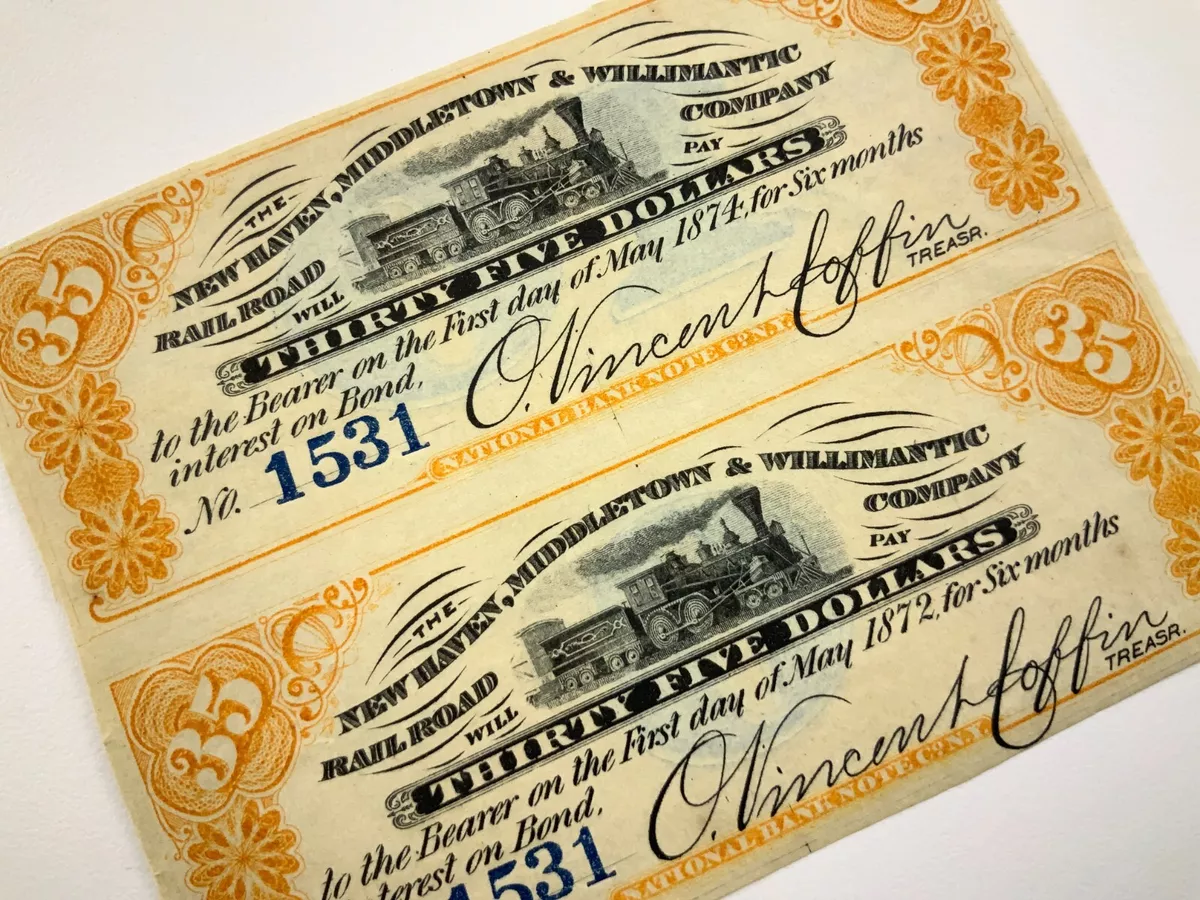 35
THE
NEW HAVEN, MIDDLETOWN & WILLIMANTIC
RAIL ROAD COMPANY
WILL PAY
THIRTY FIVE DOLLARS
to the Bearer on the First day of May 1874, for Six months
interest on Bond.
No. 1531
O. Vincent Coffin
TREASR.
NATIONAL BANK NOTE CO. N.Y.
35
35
35
THE
NEW HAVEN, MIDDLETOWN & WILLIMANTIC
RAIL ROAD COMPANY
WILL PAY
THIRTY FIVE DOLLARS
to the Bearer on the First day of May 1872, for Six months
terest on Bond.
1531
O. Vincent Coffin
TREASR.
NATIONAL BANK NOTE CO. N.Y.